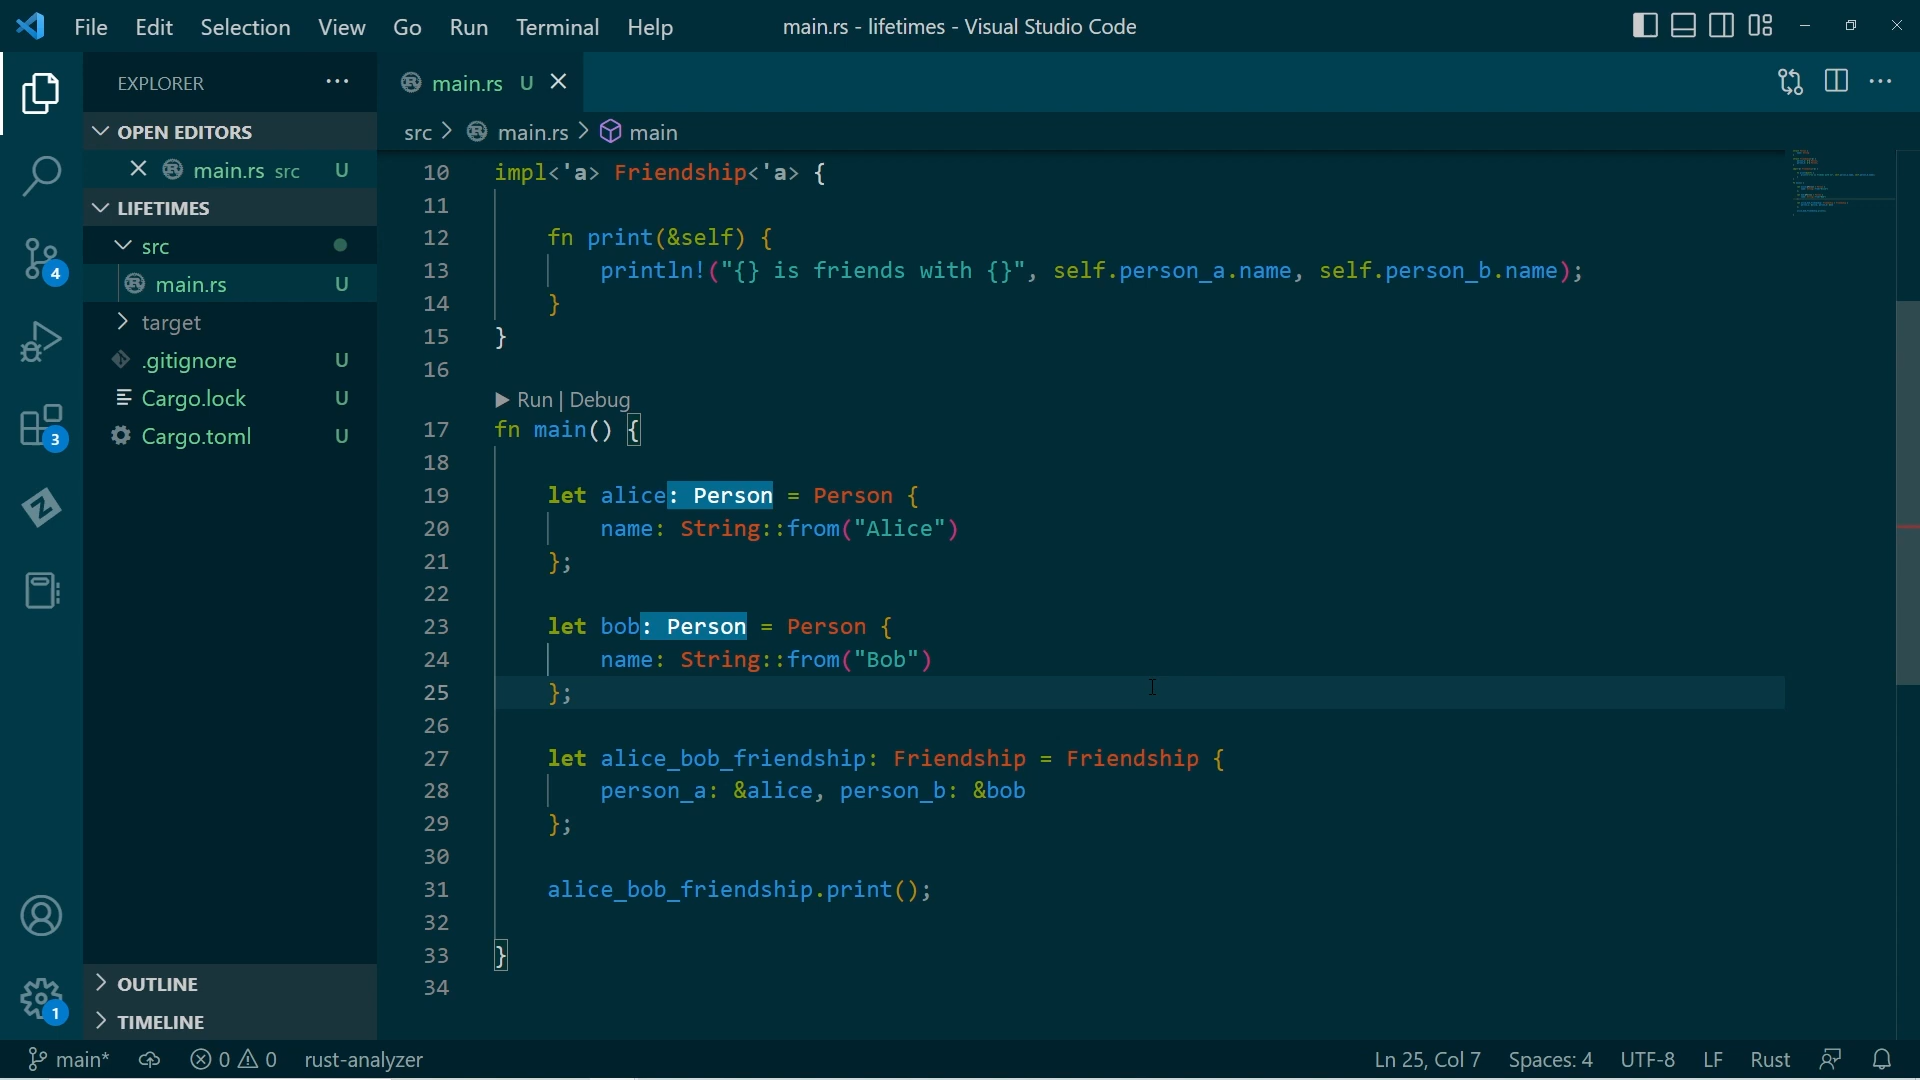 File Edit Selection View Go Run Terminal Help
main.rs - lifetimes - Visual Studio Code
EXPLORER
OPEN EDITORS
main.rs src U
LIFETIMES
src
main.rs U
target
.gitignore U
Cargo.lock U
Cargo.toml U
OUTLINE
TIMELINE
4
3
1
main.rs U
src > main.rs > main
10 impl<'a> Friendship<'a> {
11
12 fn print(&self) {
13 println!("{} is friends with {}", self.person_a.name, self.person_b.name);
14 }
15 }
16
Run | Debug
17 fn main() {
18
19 let alice: Person = Person {
20 name: String::from("Alice")
21 };
22
23 let bob: Person = Person {
24 name: String::from("Bob")
25 };
26
27 let alice_bob_friendship: Friendship = Friendship {
28 person_a: &alice, person_b: &bob
29 };
30
31 alice_bob_friendship.print();
32
33 }
34
main* 0 0 rust-analyzer
Ln 25, Col 7 Spaces: 4 UTF-8 LF Rust